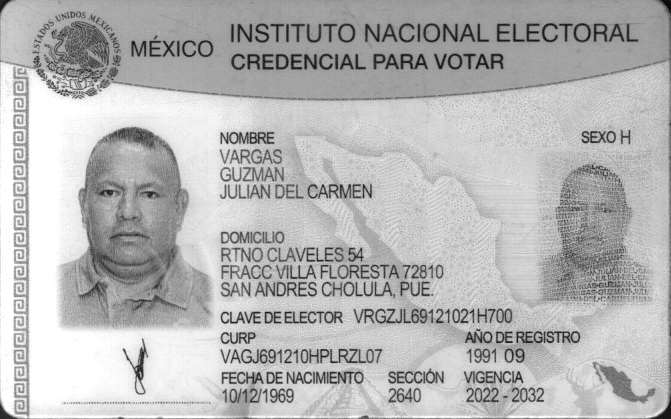 ESTADOS UNIDOS MEXICANOS
MÉXICO INSTITUTO NACIONAL ELECTORAL
CREDENCIAL PARA VOTAR
NOMBRE
SEXO H
VARGAS
GUZMAN
JULIAN DEL CARMEN
DOMICILIO
RTNO CLAVELES 54
FRACC VILLA FLORESTA 72810
SAN ANDRES CHOLULA, PUE.
CLAVE DE ELECTOR VRGZJL69121021H700
CURP
VAGJ691210HPLRZL07
AÑO DE REGISTRO
1991 09
FECHA DE NACIMIENTO
10/12/1969
SECCIÓN
2640
VIGENCIA
2022 - 2032